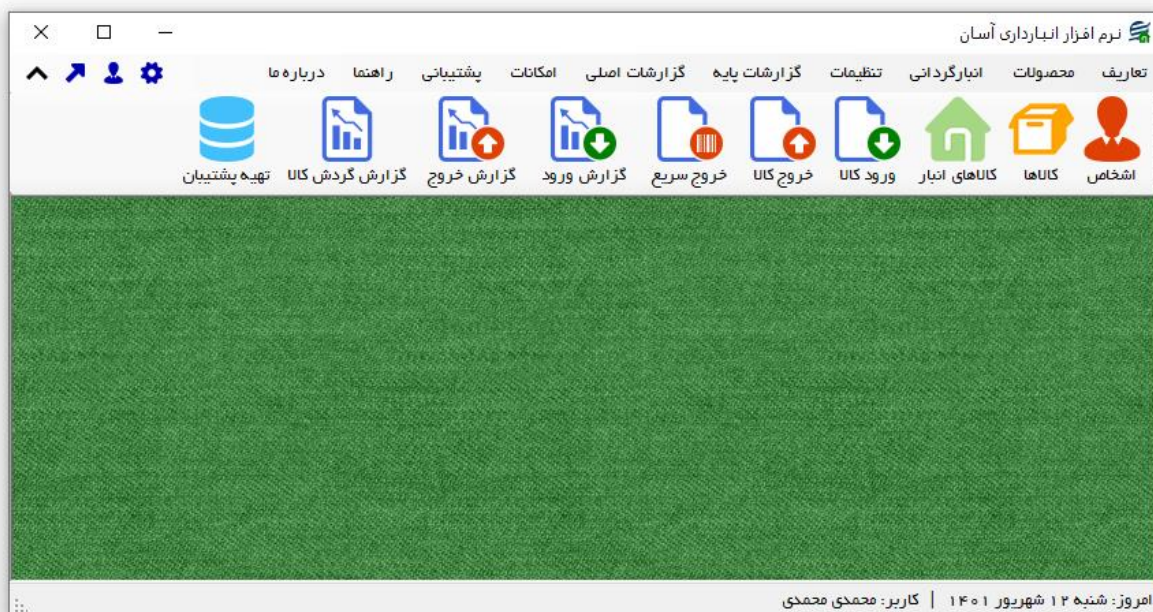 نرم افزار انبارداری آسان
تعاریف محصولات انبارگردانی تنظیمات گزارشات پایه گزارشات اصلی امکانات پشتیبانی راهنما درباره ما
اشخاص کالاها کالاهای انبار ورود کالا خروج کالا خروج سریع گزارش ورود گزارش خروج گزارش گردش کالا تهیه پشتیبان
امروز: شنبه ۱۲ شهریور ۱۴۰۱ | کاربر: محمدی محمدی